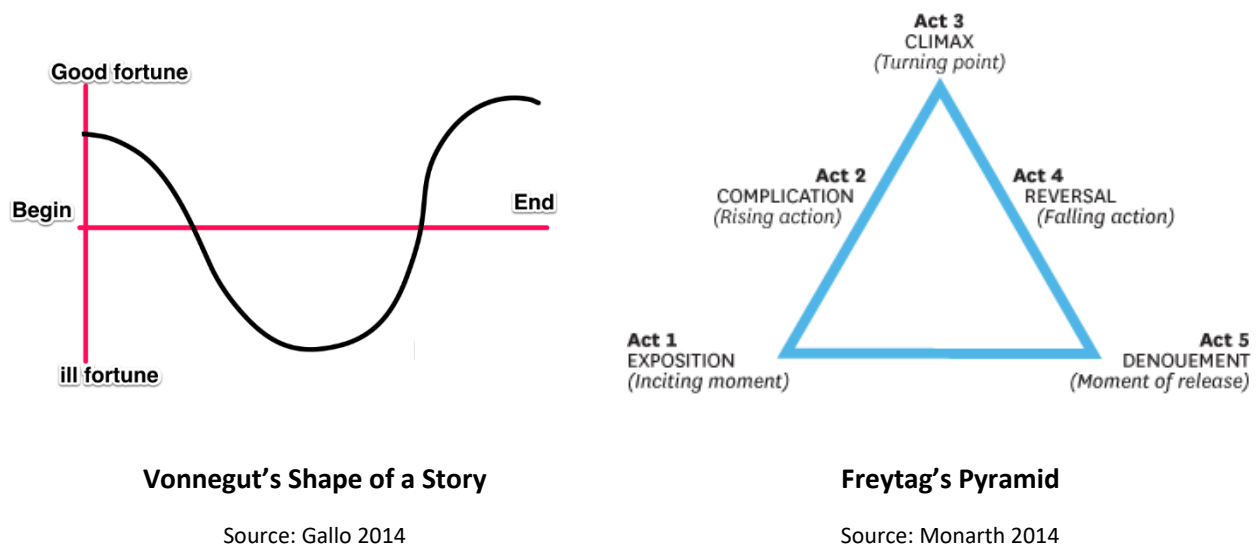 Good fortune
Begin
End
ill fortune
Act 3
CLIMAX
(Turning point)
Act 2
COMPLICATION
(Rising action)
Act 4
REVERSAL
(Falling action)
Act 1
EXPOSITION
(Inciting moment)
Act 5
DENOUEMENT
(Moment of release)
Vonnegut’s Shape of a Story
Source: Gallo 2014
Freytag’s Pyramid
Source: Monarth 2014